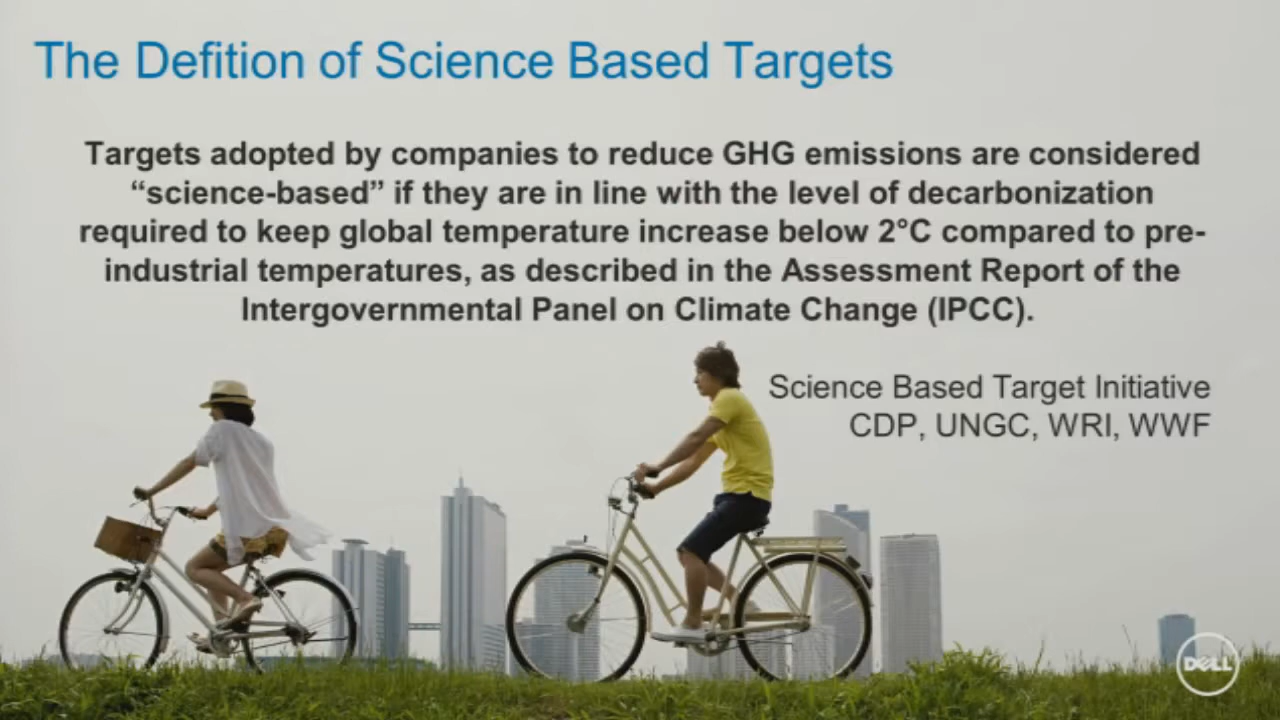 The Defition of Science Based Targets
Targets adopted by companies to reduce GHG emissions are considered
“science-based” if they are in line with the level of decarbonization
required to keep global temperature increase below 2°C compared to pre-
industrial temperatures, as described in the Assessment Report of the
Intergovernmental Panel on Climate Change (IPCC).
Science Based Target Initiative
CDP, UNGC, WRI, WWF
DELL